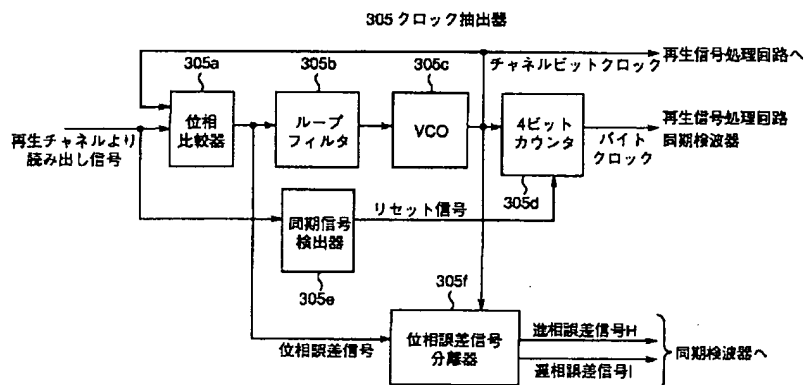 305 クロック抽出器
305a
305b
305c
チャネルビットクロック
再生信号処理回路へ
再生チャネルより
読み出し信号
位相
比較器
ループ
フィルタ
VCO
4ビット
カウンタ
305d
バイト
クロック
再生信号処理回路
同期検波器
同期信号
検出器
305e
リセット信号
305f
位相誤差信号
位相誤差信号
分離器
進相誤差信号H
遅相誤差信号I
同期検波器へ